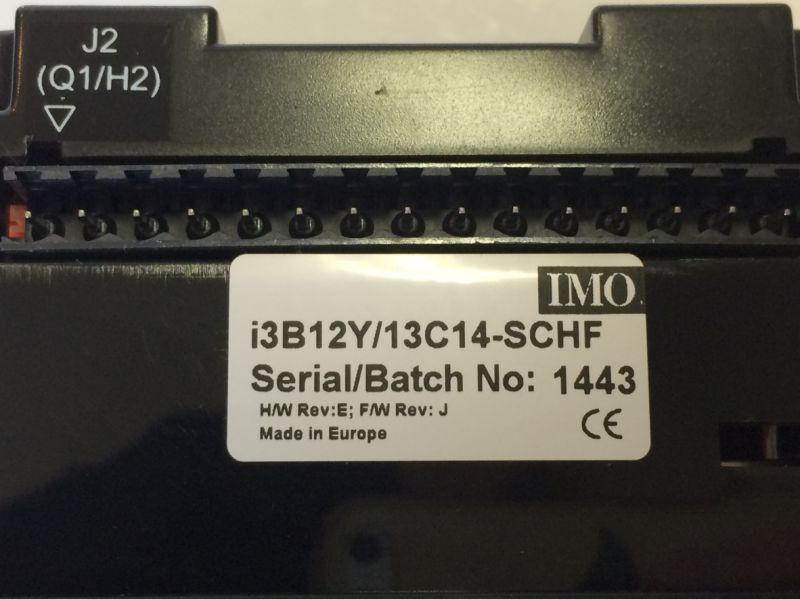 J2
(Q1/H2)
IMO
i3B12Y/13C14-SCHF
Serial/Batch No: 1443
H/W Rev:E; F/W Rev: J
Made in Europe
CE